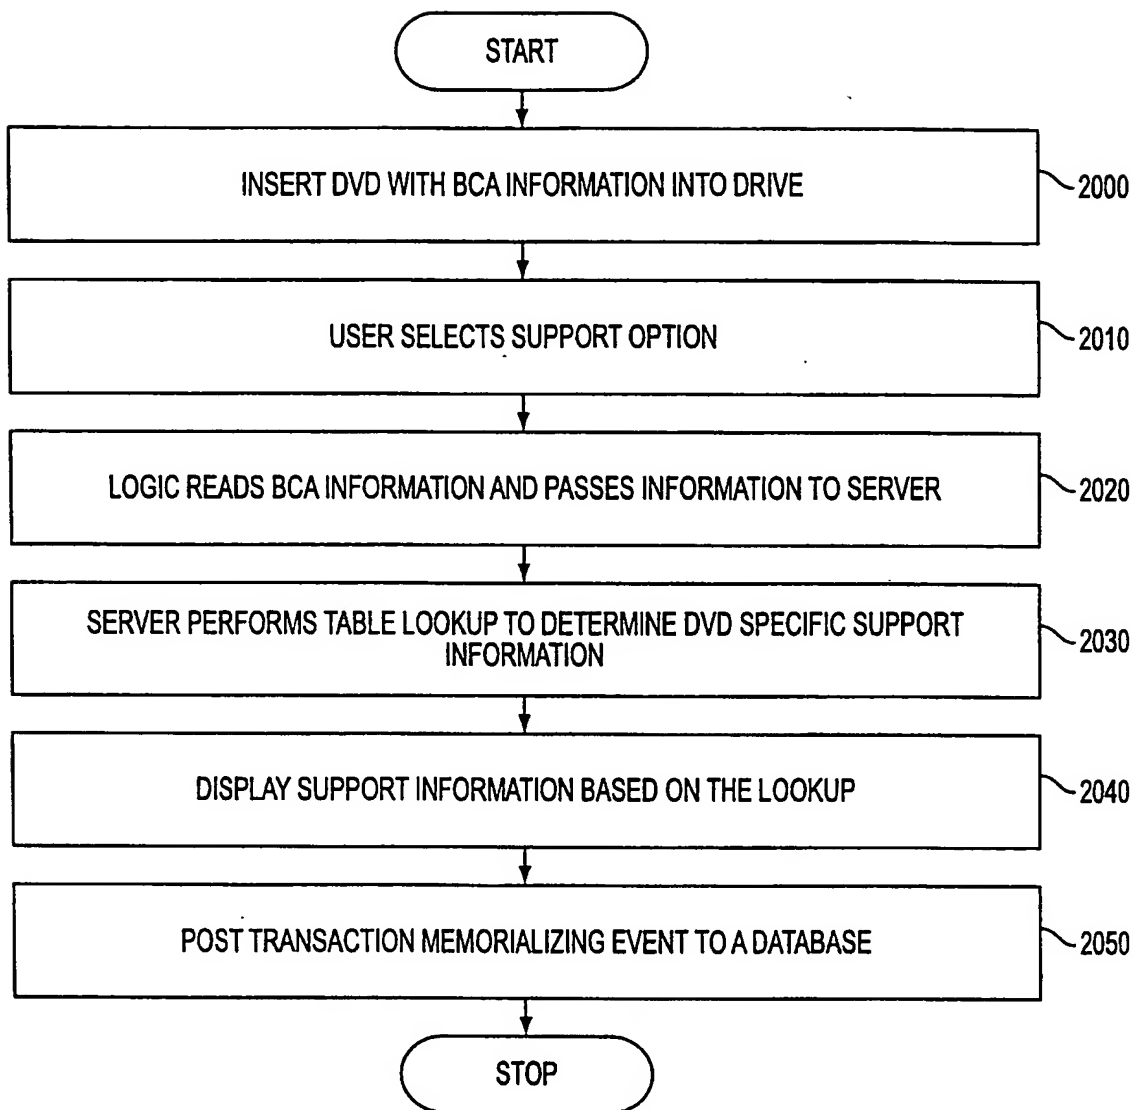 START
INSERT DVD WITH BCA INFORMATION INTO DRIVE
2000
USER SELECTS SUPPORT OPTION
2010
LOGIC READS BCA INFORMATION AND PASSES INFORMATION TO SERVER
2020
SERVER PERFORMS TABLE LOOKUP TO DETERMINE DVD SPECIFIC SUPPORT
INFORMATION
2030
DISPLAY SUPPORT INFORMATION BASED ON THE LOOKUP
2040
POST TRANSACTION MEMORIALIZING EVENT TO A DATABASE
2050
STOP